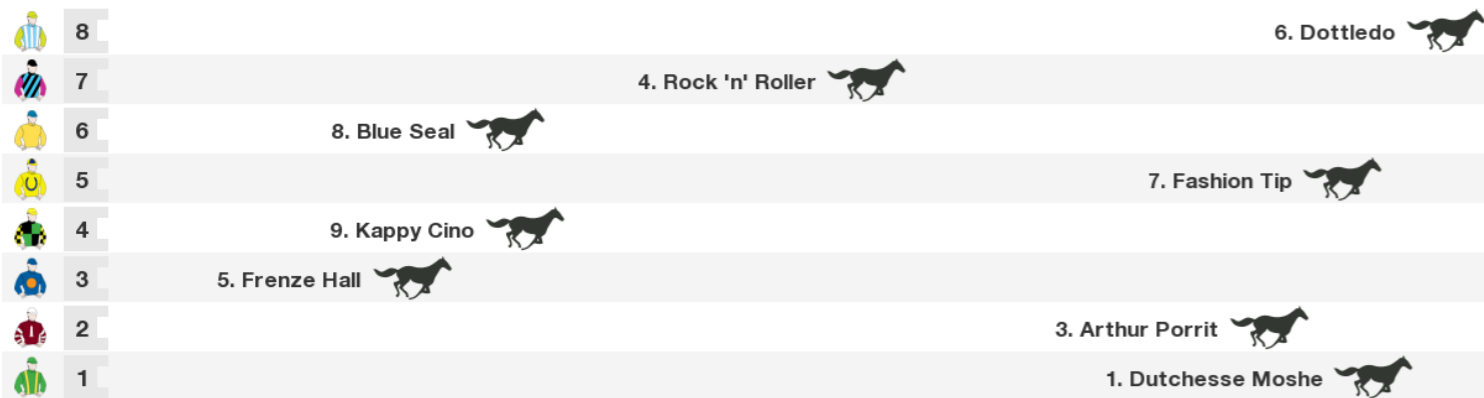 8 6. Dottledo
7 4. Rock 'n' Roller
6 8. Blue Seal
5 7. Fashion Tip
4 9. Kappy Cino
3 5. Frenze Hall
2 3. Arthur Porrit
1 1. Dutchesse Moshe